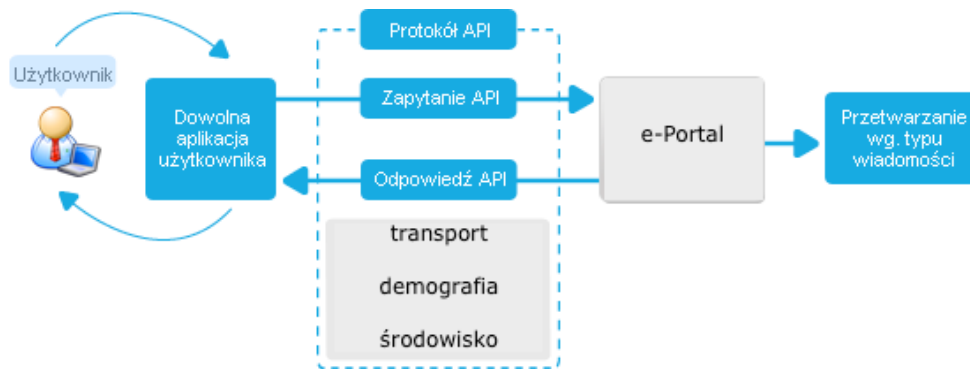 Protokół API
Użytkownik
Zapytanie API
Dowolna
aplikacja
użytkownika
e-Portal
Przetwarzanie
wg. typu
wiadomości
Odpowiedź API
transport
demografia
środowisko